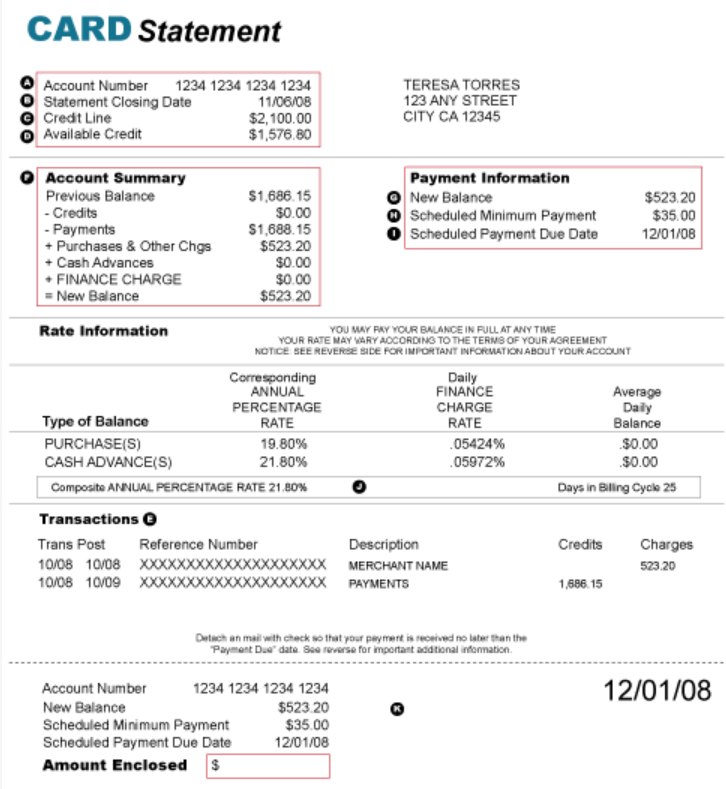 CARD Statement
A Account Number 1234 1234 1234 1234
B Statement Closing Date 11/06/08
C Credit Line $2,100.00
D Available Credit $1,576.80
TERESA TORRES
123 ANY STREET
CITY CA 12345
F Account Summary
Previous Balance $1,686.15
- Credits $0.00
- Payments $1,688.15
+ Purchases & Other Chgs $523.20
+ Cash Advances $0.00
+ FINANCE CHARGE $0.00
= New Balance $523.20
Payment Information
G New Balance $523.20
H Scheduled Minimum Payment $35.00
I Scheduled Payment Due Date 12/01/08
Rate Information
YOU MAY PAY YOUR BALANCE IN FULL AT ANY TIME
YOUR RATE MAY VARY ACCORDING TO THE TERMS OF YOUR AGREEMENT
NOTICE: SEE REVERSE SIDE FOR IMPORTANT INFORMATION ABOUT YOUR ACCOUNT
Type of Balance
Corresponding
ANNUAL
PERCENTAGE
RATE
Daily
FINANCE
CHARGE
RATE
Average
Daily
Balance
PURCHASE(S) 19.80% .05424% .$0.00
CASH ADVANCE(S) 21.80% .05972% .$0.00
Composite ANNUAL PERCENTAGE RATE 21.80% J Days in Billing Cycle 25
Transactions E
Trans Post Reference Number Description Credits Charges
10/08 10/08 XXXXXXXXXXXXXXXXXXXX MERCHANT NAME 523.20
10/08 10/09 XXXXXXXXXXXXXXXXXXXX PAYMENTS 1,686.15
Detach an mail with check so that your payment is received no later than the
"Payment Due" date. See reverse for important additional information.
Account Number 1234 1234 1234 1234
New Balance $523.20
Scheduled Minimum Payment $35.00
Scheduled Payment Due Date 12/01/08
K
12/01/08
Amount Enclosed $